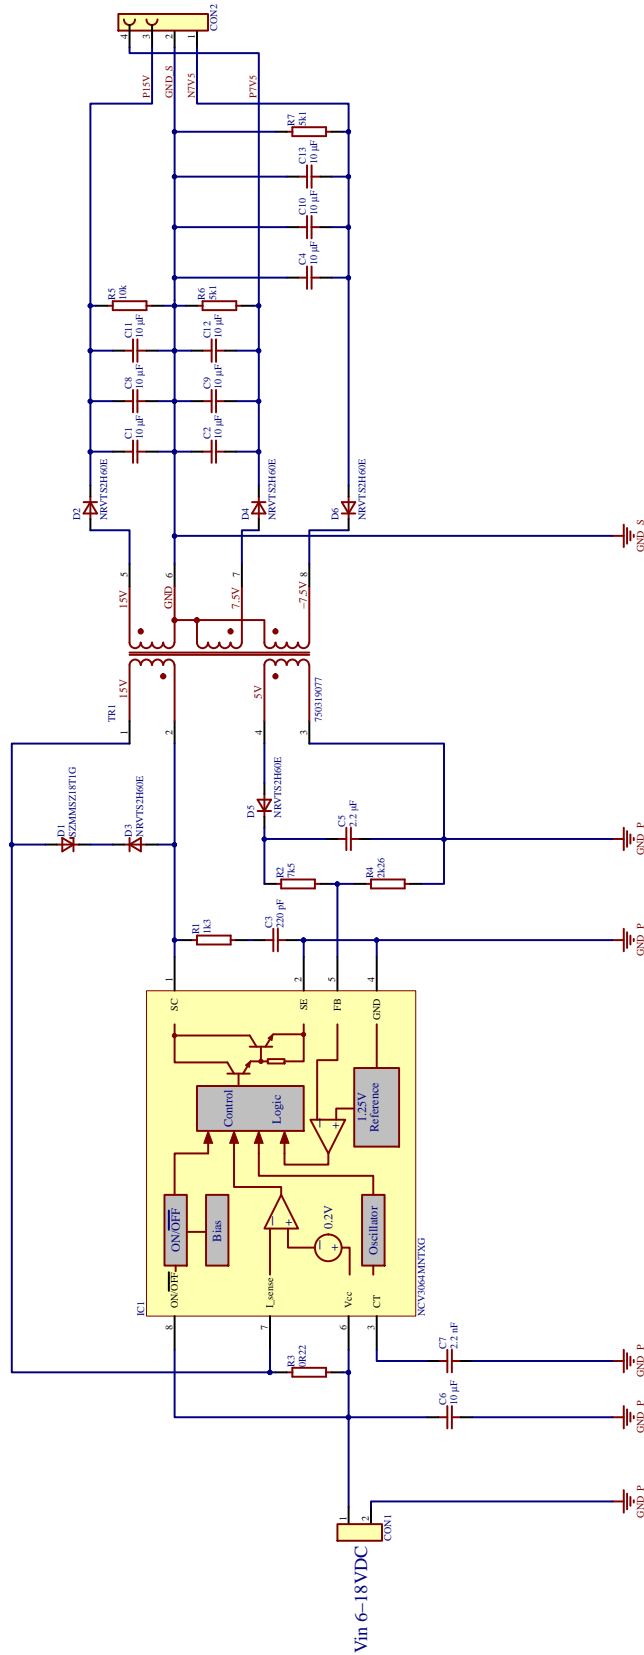 Vin 6–18VDC
CON1
1
2
GND_P
C6
10 µF
GND_P
C7
2.2 nF
GND_P
R3
0R22
8
7
6
3
IC1
NCV3064MNTXG
ON/OFF
I_sense
Vcc
CT
ON/OFF
Bias
0.2V
Oscillator
Control
Logic
1.25V
Reference
SC
SE
FB
GND
1
2
5
4
R1
1k3
C3
220 pF
GND_P
D1
SZMMSZ18T1G
D3
NRVTS2H60E
R2
7k5
R4
2k26
D5
NRVTS2H60E
C5
2.2 µF
GND_P
TR1
750319077
1
2
4
3
15V
5V
15V
GND
7.5V
–7.5V
5
6
7
8
GND_S
D2
NRVTS2H60E
D4
NRVTS2H60E
D6
NRVTS2H60E
C1
10 µF
C2
10 µF
C8
10 µF
C9
10 µF
C11
10 µF
C12
10 µF
R5
10k
R6
5k1
C4
10 µF
C10
10 µF
C13
10 µF
R7
5k1
P15V
GND_S
N7V5
P7V5
4
3
2
1
CON2